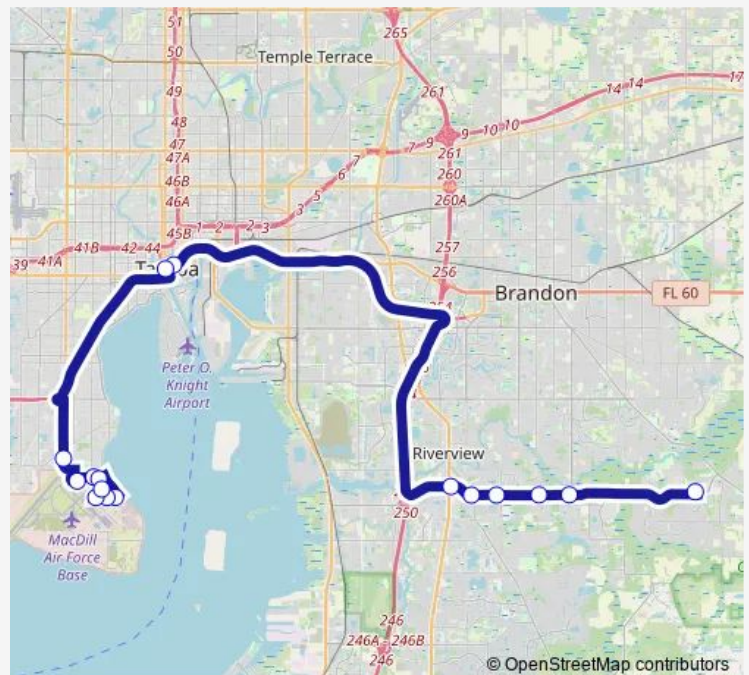 51
265
50
Temple Terrace
49
261
14 14
17
48
9 10 10
47
7 9
47A
7
261
46B
6
260
46A
5
260A
3
45B
1 2 2 3
257
41B 42 44
39 41A
256
Brandon
FL 60
Peter O.
Knight
Airport
Riverview
250
MacDill
Air Force
Base
246
246A - 246B
246
© OpenStreetMap contributors